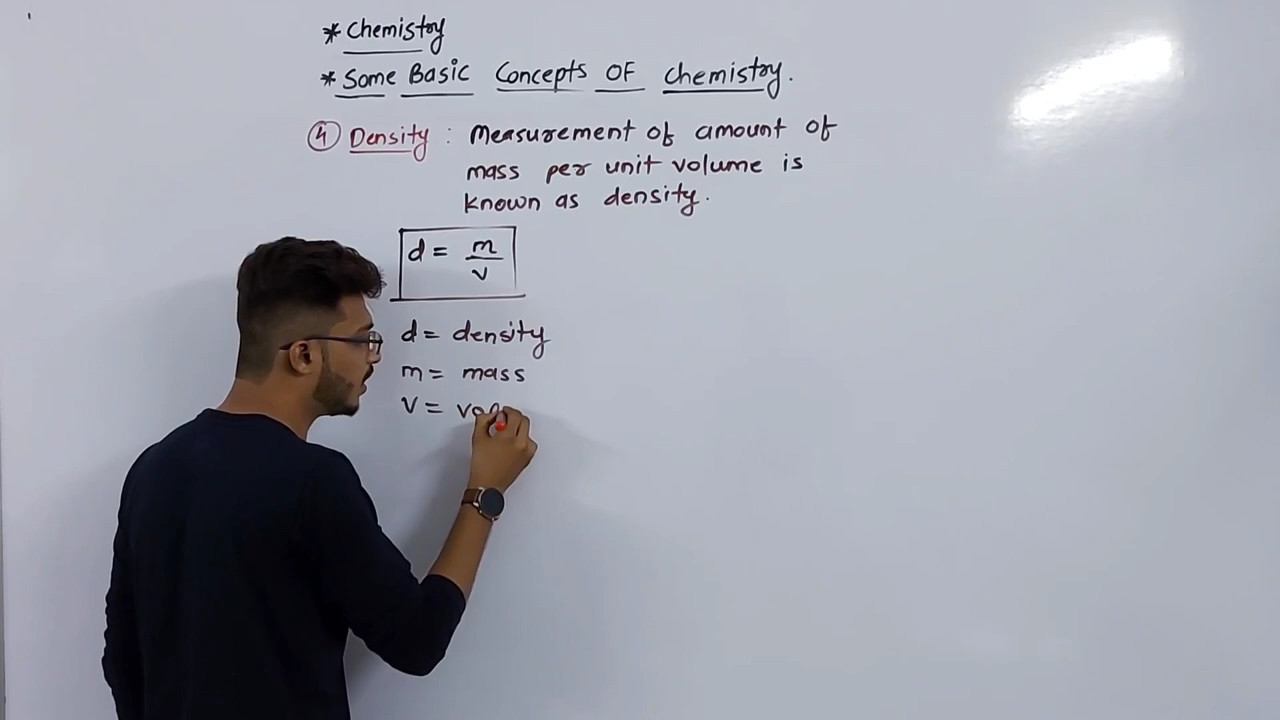 * Chemistry
* Some Basic Concepts OF Chemistry.
④ Density : Measurement of amount of
mass per unit volume is
known as density.
d = m/v
d = density
m = mass
V =